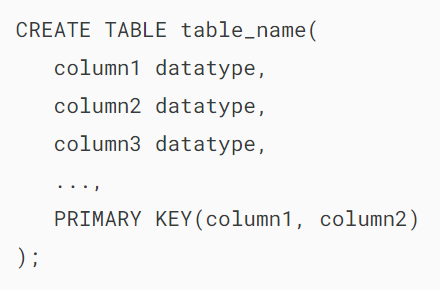 CREATE TABLE table_name(
   column1 datatype,
   column2 datatype,
   column3 datatype,
   ...,
   PRIMARY KEY(column1, column2)
);